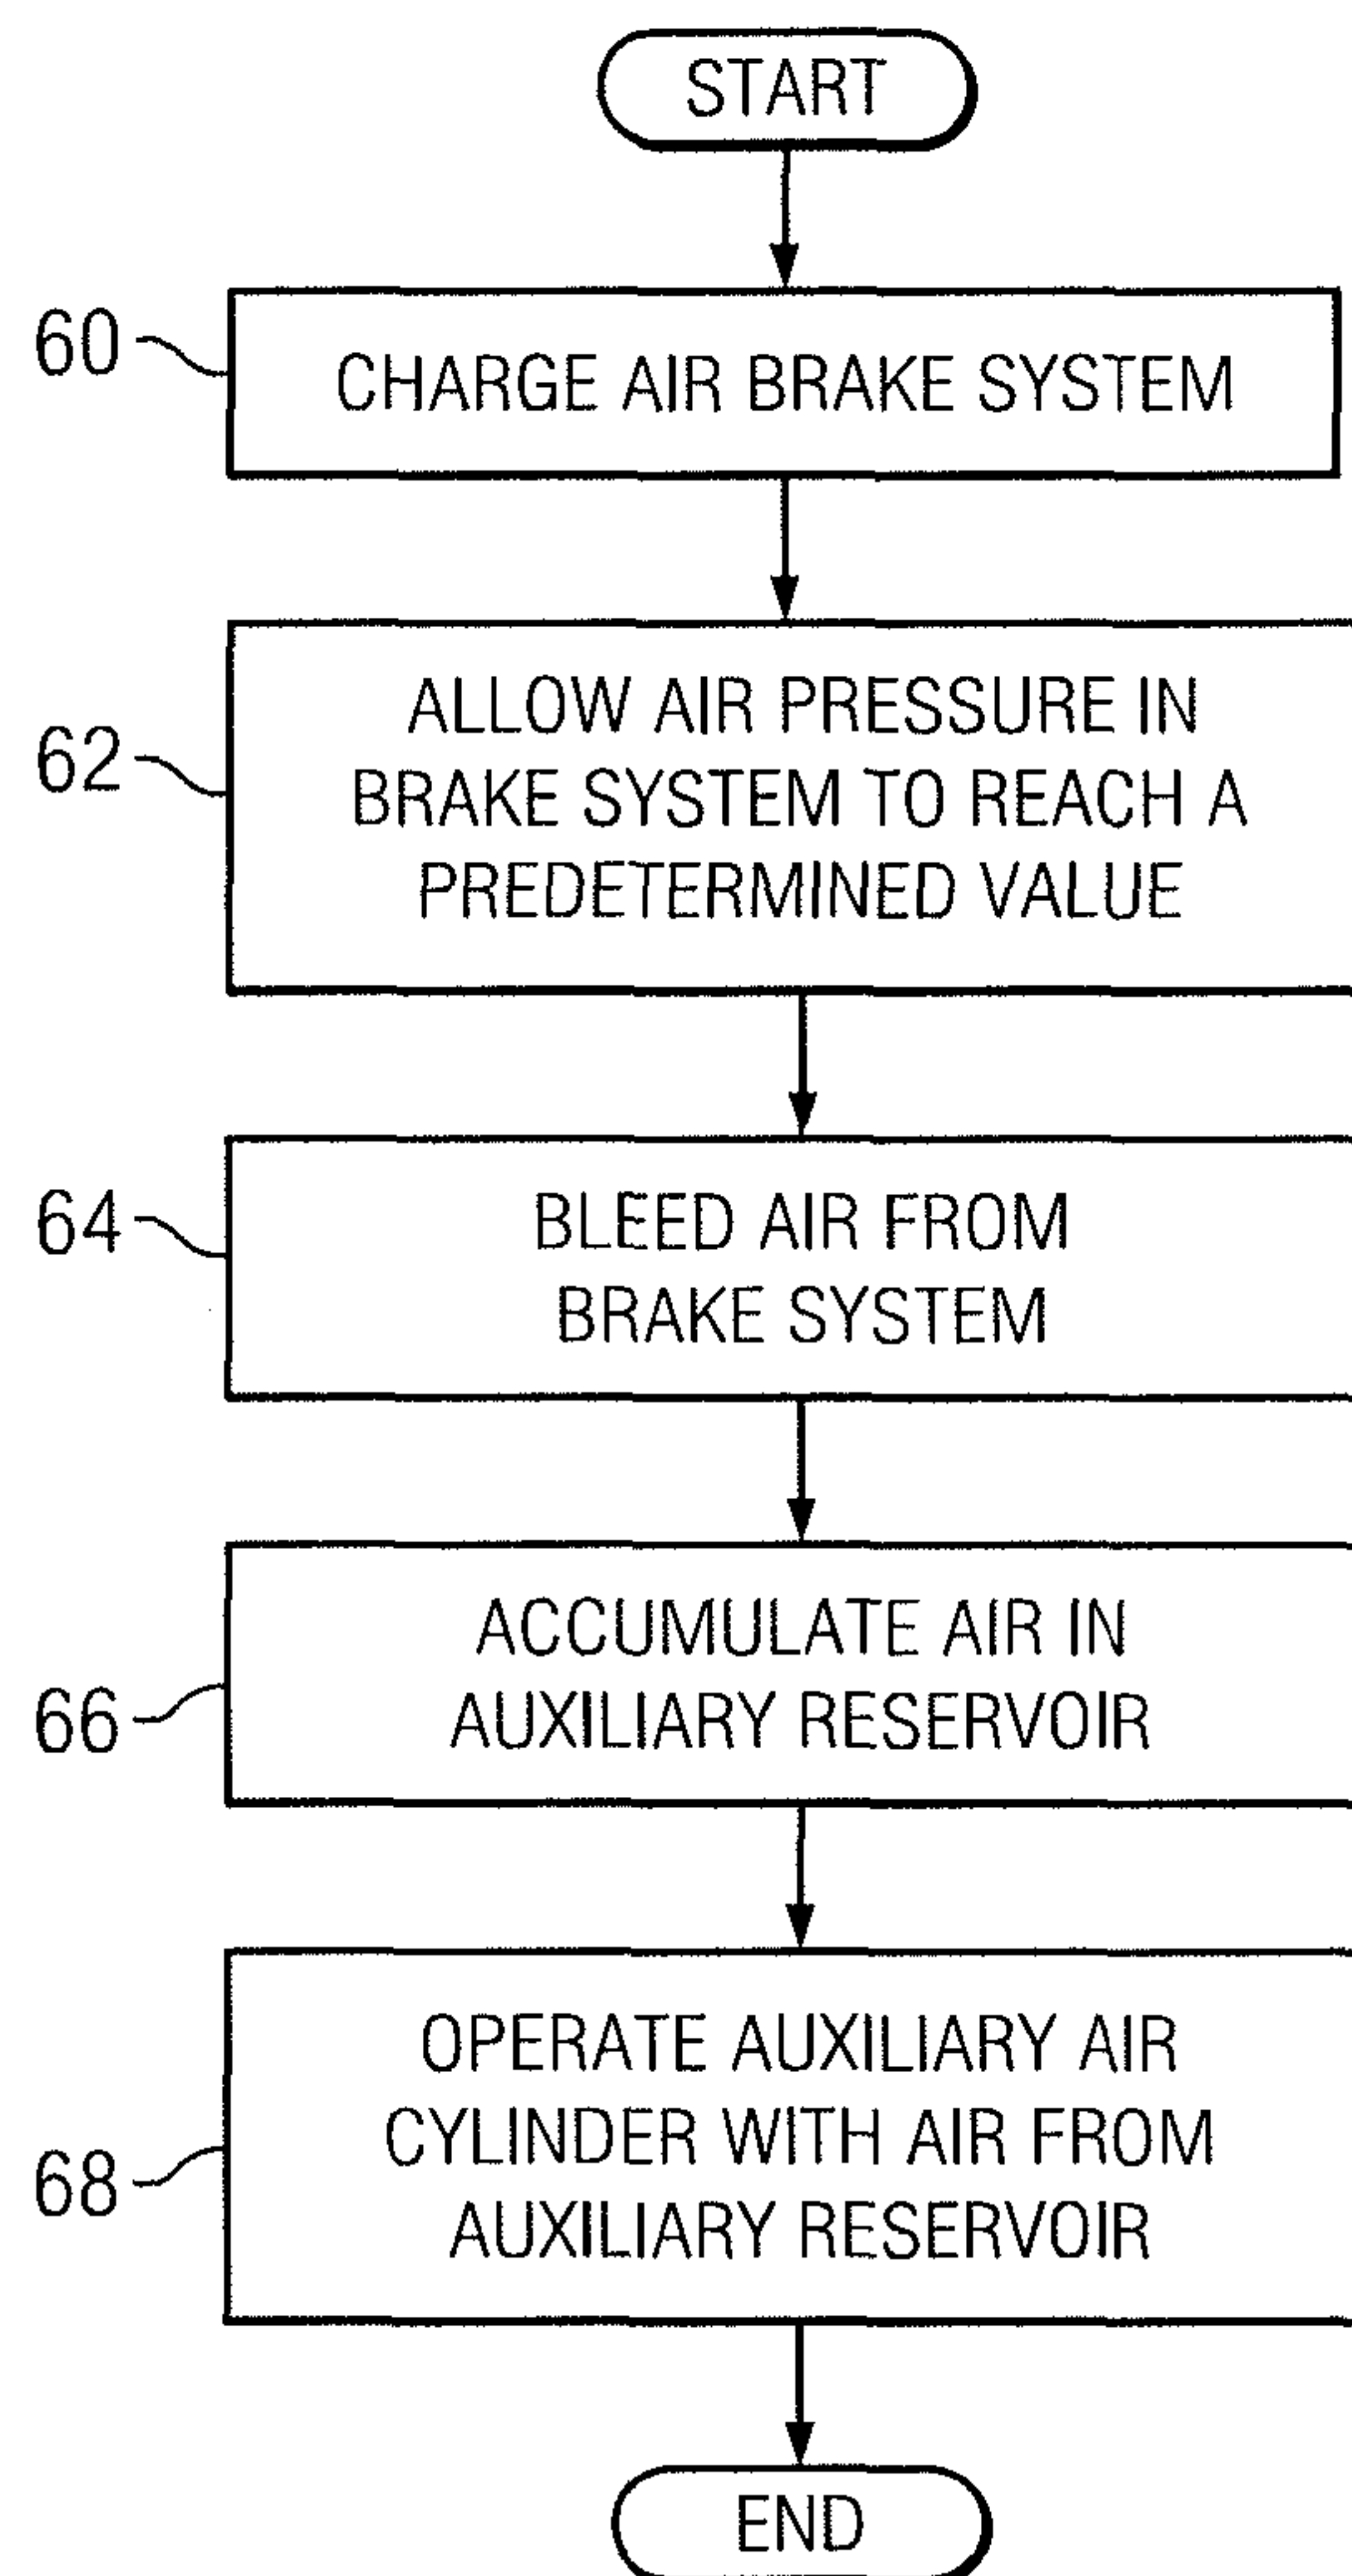 START
60
CHARGE AIR BRAKE SYSTEM
62
ALLOW AIR PRESSURE IN
BRAKE SYSTEM TO REACH A
PREDETERMINED VALUE
64
BLEED AIR FROM
BRAKE SYSTEM
66
ACCUMULATE AIR IN
AUXILIARY RESERVOIR
68
OPERATE AUXILIARY AIR
CYLINDER WITH AIR FROM
AUXILIARY RESERVOIR
END